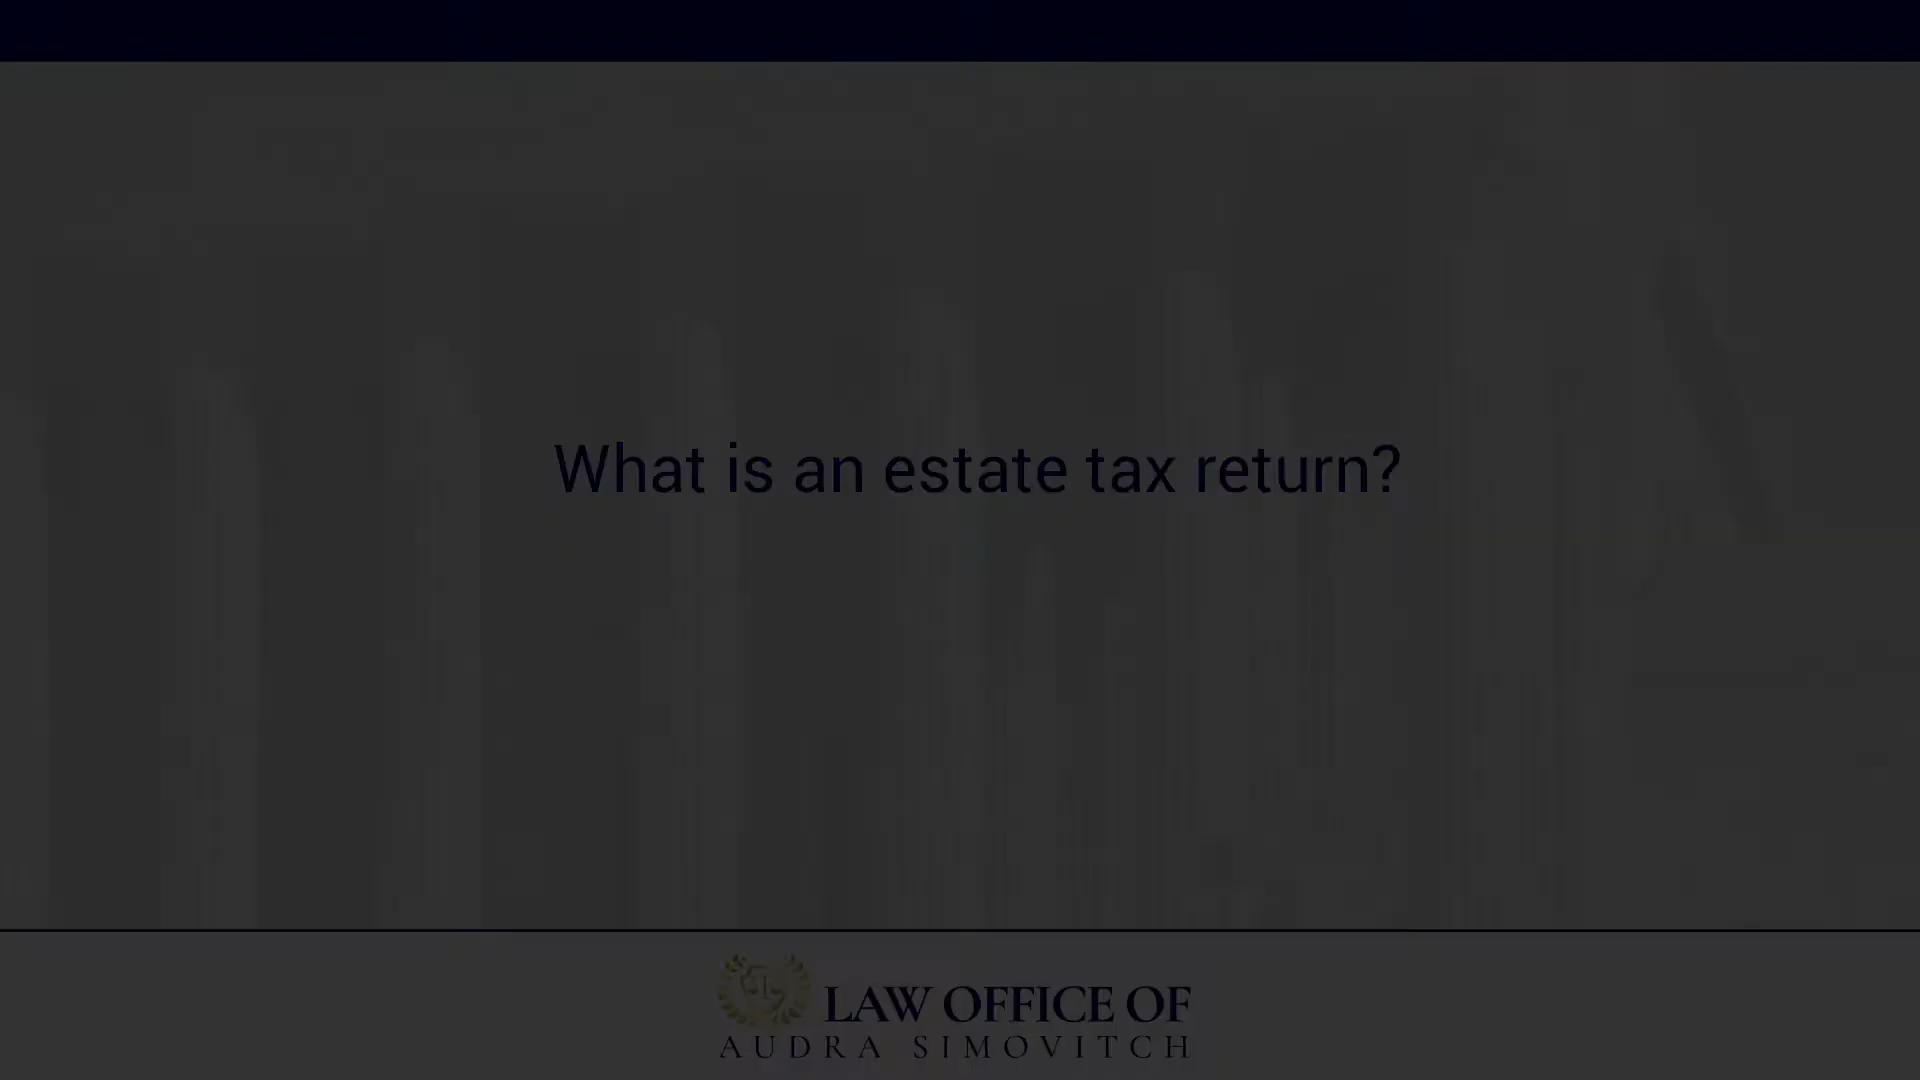 What is an estate tax return?
LAW OFFICE OF
AUDRA SIMOVITCH